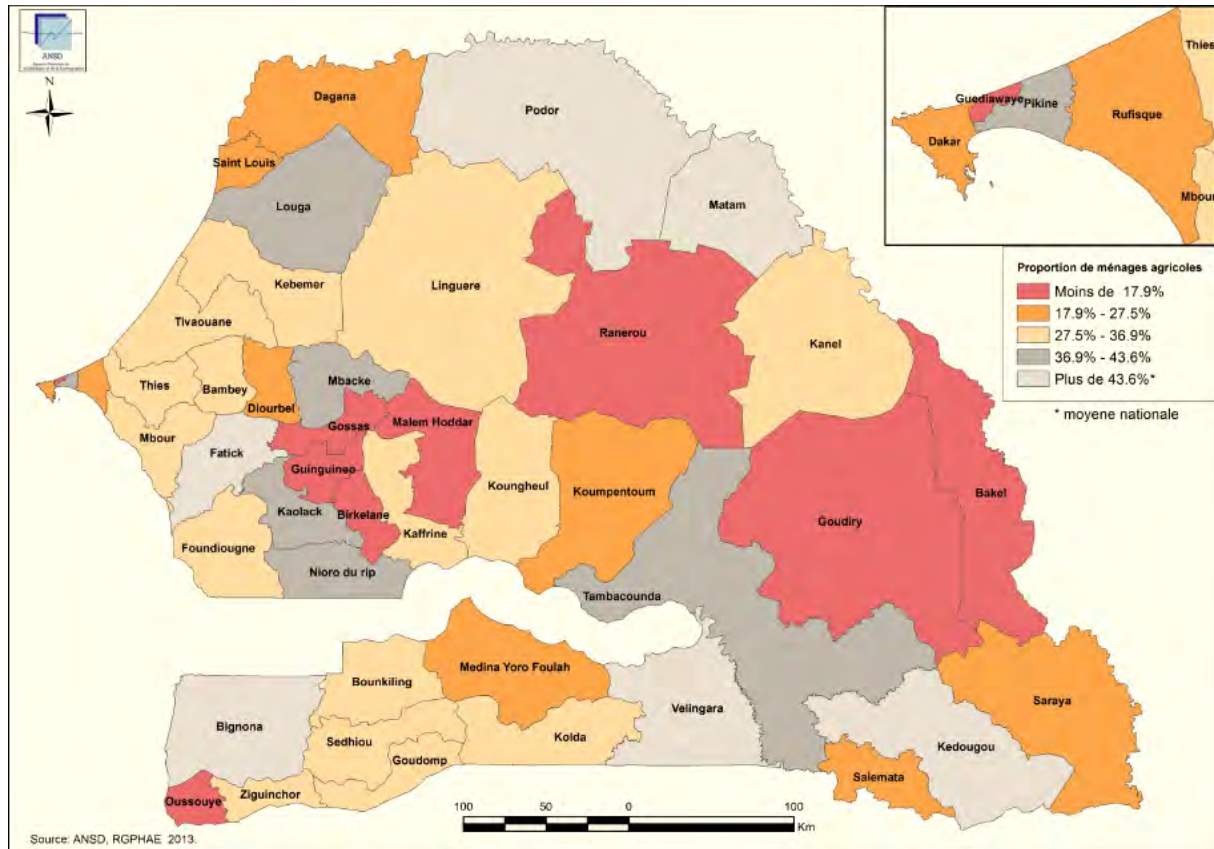 ANSD
N
Dagana
Podor
Saint Louis
Louga
Matam
Linguere
Kebemer
Tivaouane
Ranerou
Kanel
Thies
Bambey
Diourbel
Mbacke
Mbour
Gossas
Malem Hoddar
Fatick
Guinguineo
Koungheul
Koumpentoum
Bakel
Goudiry
Kaolack
Birkelane
Kaffrine
Foundiougne
Nioro du rip
Tambacounda
Medina Yoro Foulah
Bounkiling
Bignona
Velingara
Saraya
Sedhiou
Kolda
Kedougou
Goudomp
Salemata
Oussouye
Ziguinchor
Thies
Guediawaye
Pikine
Rufisque
Dakar
Mbour
Proportion de ménages agricoles
Moins de 17.9%
17.9% - 27.5%
27.5% - 36.9%
36.9% - 43.6%
Plus de 43.6%*
* moyene nationale
100 50 0 100
Km
Source: ANSD, RGPHAE 2013.